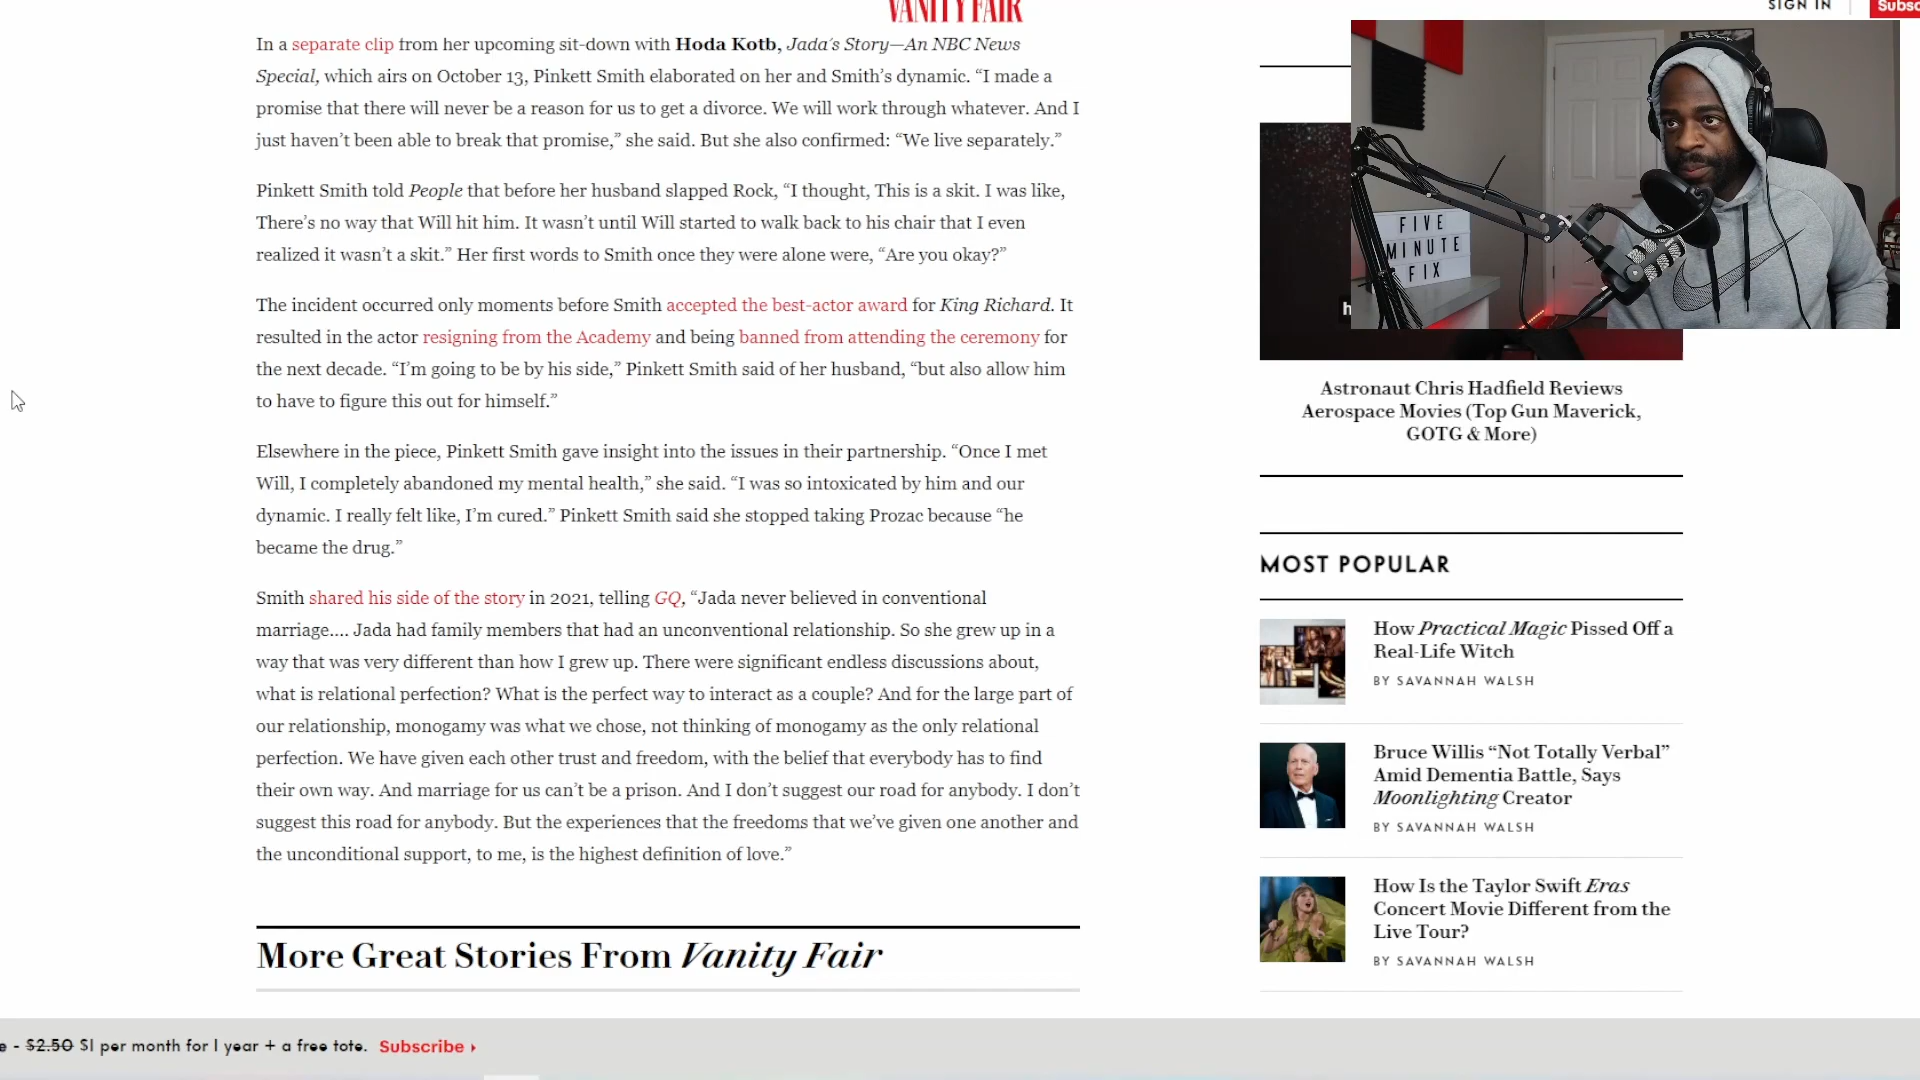 VANITY FAIR
SIGN IN
In a separate clip from her upcoming sit-down with Hoda Kotb, Jada’s Story—An NBC News
Special, which airs on October 13, Pinkett Smith elaborated on her and Smith’s dynamic. “I made a
promise that there will never be a reason for us to get a divorce. We will work through whatever. And I
just haven’t been able to break that promise,” she said. But she also confirmed: “We live separately.”
Pinkett Smith told People that before her husband slapped Rock, “I thought, This is a skit. I was like,
There’s no way that Will hit him. It wasn’t until Will started to walk back to his chair that I even
realized it wasn’t a skit.” Her first words to Smith once they were alone were, “Are you okay?”
The incident occurred only moments before Smith accepted the best-actor award for King Richard. It
resulted in the actor resigning from the Academy and being banned from attending the ceremony for
the next decade. “I’m going to be by his side,” Pinkett Smith said of her husband, “but also allow him
to have to figure this out for himself.”
Elsewhere in the piece, Pinkett Smith gave insight into the issues in their partnership. “Once I met
Will, I completely abandoned my mental health,” she said. “I was so intoxicated by him and our
dynamic. I really felt like, I’m cured.” Pinkett Smith said she stopped taking Prozac because “he
became the drug.”
Smith shared his side of the story in 2021, telling GQ, “Jada never believed in conventional
marriage.... Jada had family members that had an unconventional relationship. So she grew up in a
way that was very different than how I grew up. There were significant endless discussions about,
what is relational perfection? What is the perfect way to interact as a couple? And for the large part of
our relationship, monogamy was what we chose, not thinking of monogamy as the only relational
perfection. We have given each other trust and freedom, with the belief that everybody has to find
their own way. And marriage for us can’t be a prison. And I don’t suggest our road for anybody. I don’t
suggest this road for anybody. But the experiences that the freedoms that we’ve given one another and
the unconditional support, to me, is the highest definition of love.”
More Great Stories From Vanity Fair
FIVE
MINUTE
FIX
Astronaut Chris Hadfield Reviews
Aerospace Movies (Top Gun Maverick,
GOTG & More)
MOST POPULAR
How Practical Magic Pissed Off a
Real-Life Witch
BY SAVANNAH WALSH
Bruce Willis “Not Totally Verbal”
Amid Dementia Battle, Says
Moonlighting Creator
BY SAVANNAH WALSH
How Is the Taylor Swift Eras
Concert Movie Different from the
Live Tour?
BY SAVANNAH WALSH
e - $2.50 $1 per month for 1 year + a free tote. Subscribe